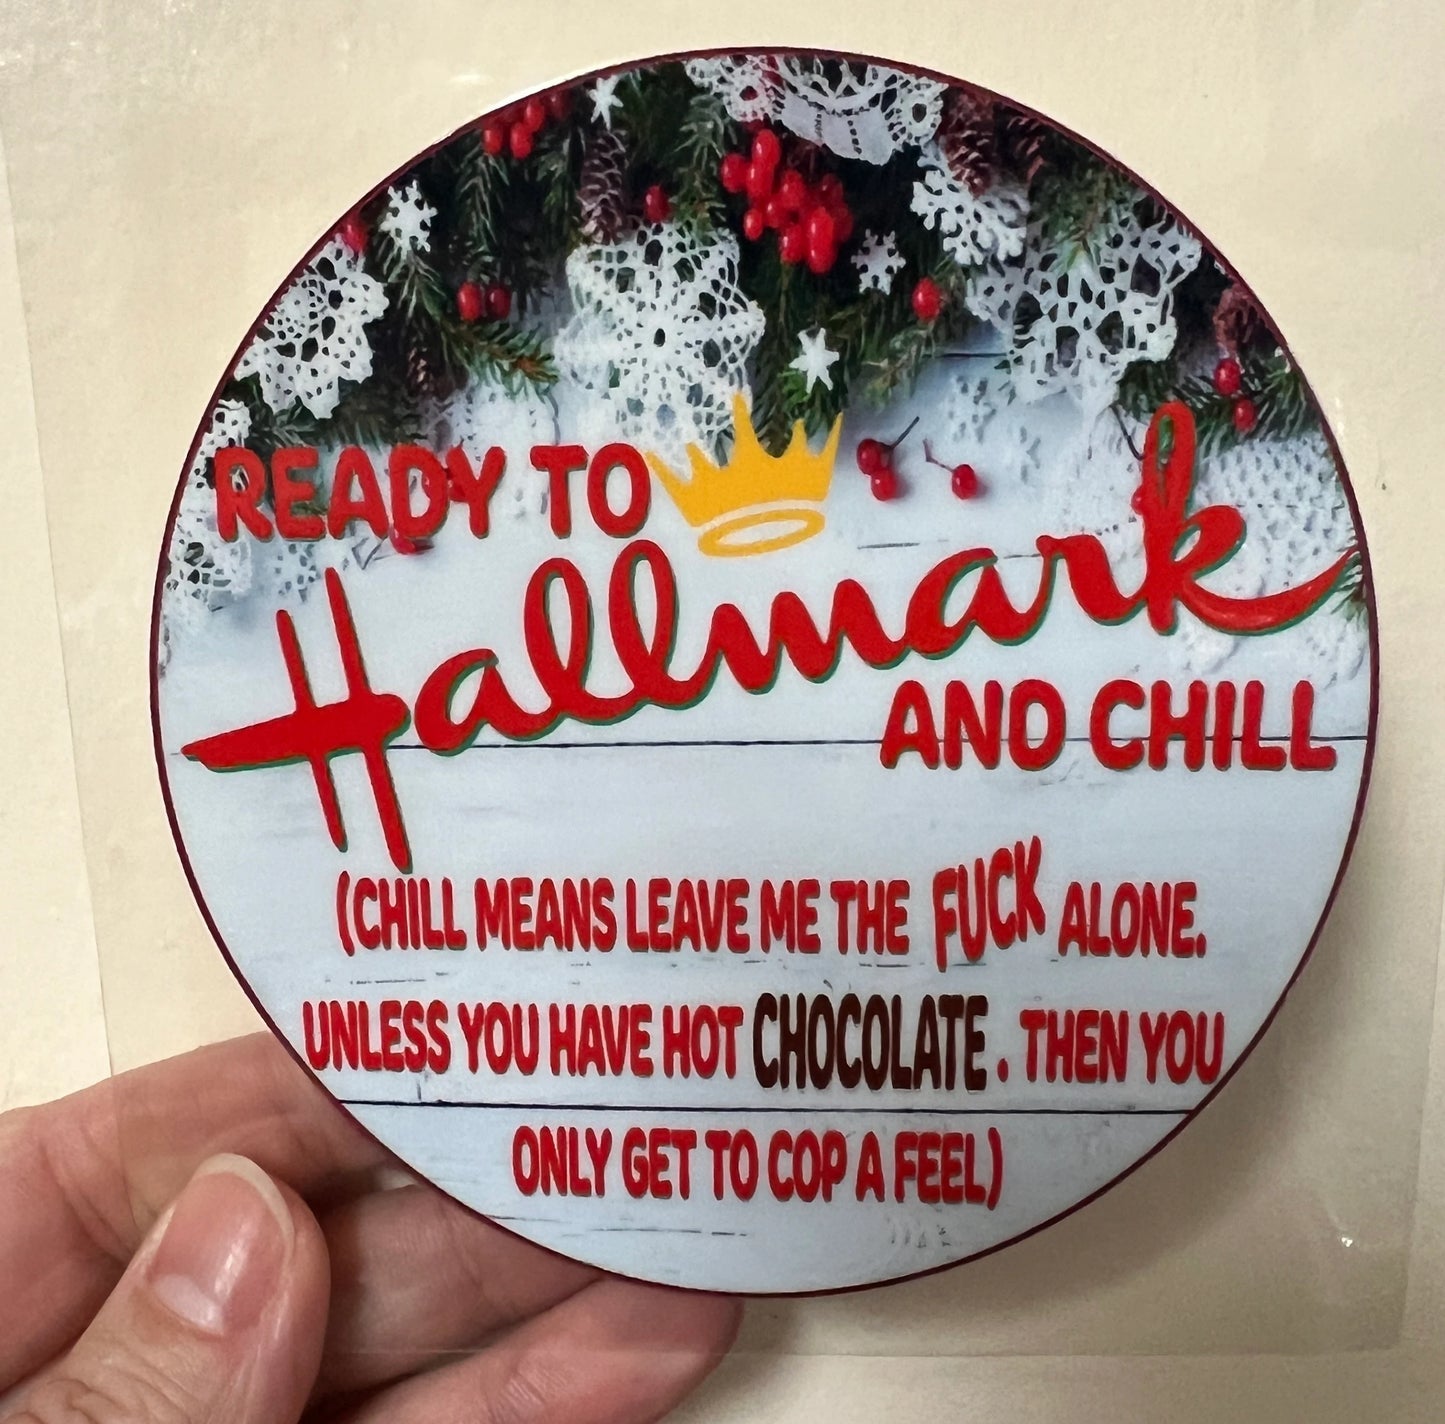 READY TO
Hallmark
AND CHILL
(CHILL MEANS LEAVE ME THE FUCK ALONE.
UNLESS YOU HAVE HOT CHOCOLATE. THEN YOU
ONLY GET TO COP A FEEL)